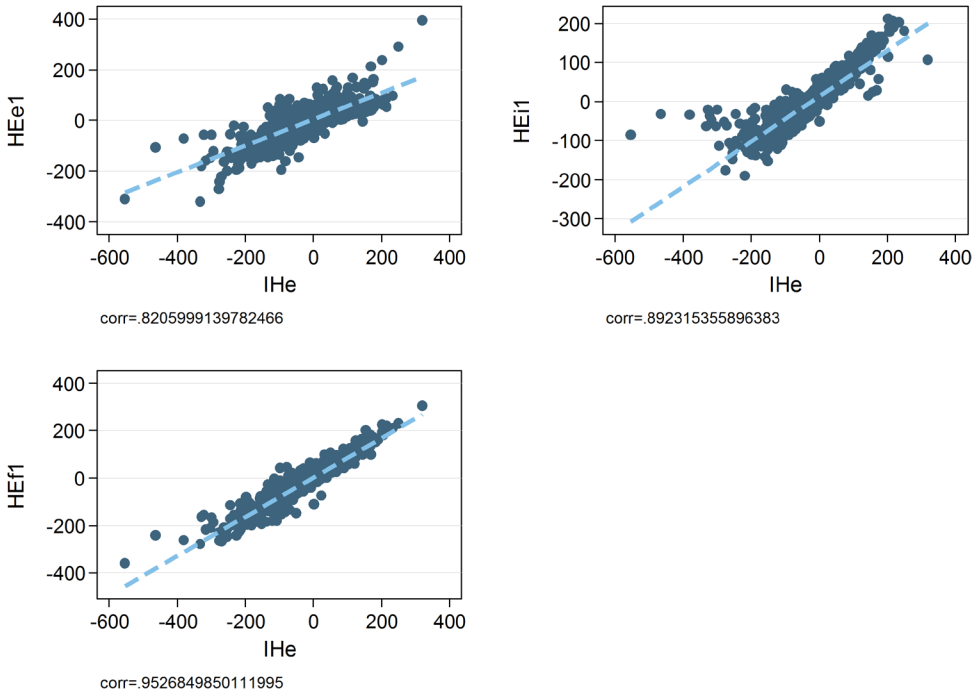 HEe1
400
200
0
-200
-400
-600 -400 -200 0 200 400
IHe
corr=.8205999139782466
HEi1
200
100
0
-100
-200
-300
-600 -400 -200 0 200 400
IHe
corr=.892315355896383
HEf1
400
200
0
-200
-400
-600 -400 -200 0 200 400
IHe
corr=.9526849850111995